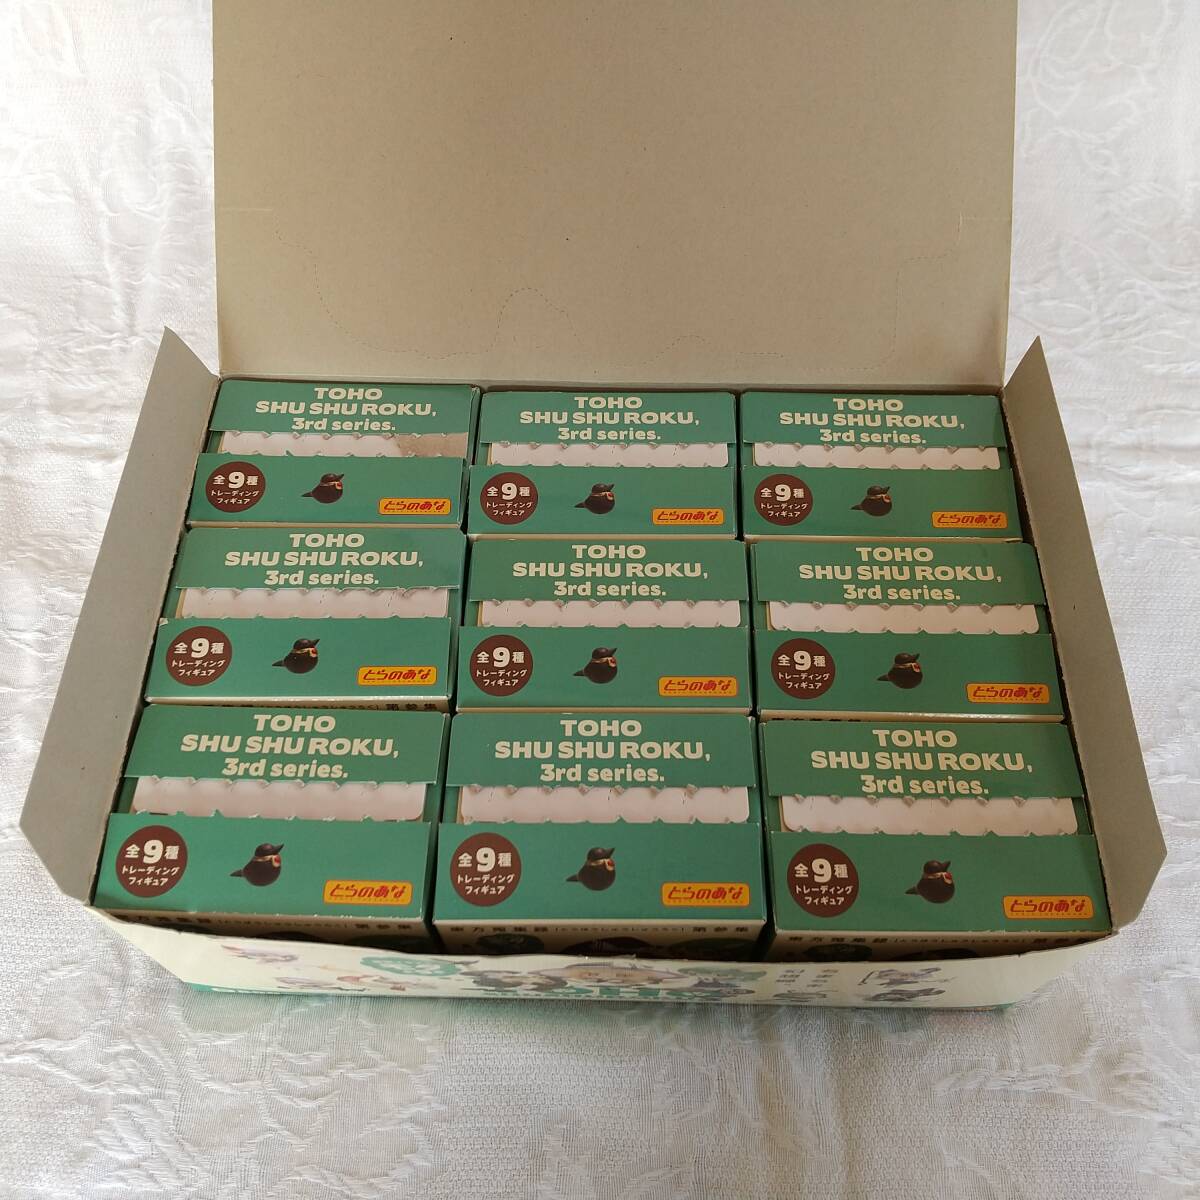 TOHO
SHU SHU ROKU,
3rd series.
全9種
トレーディング
フィギュア
とらのあな
TOHO
SHU SHU ROKU,
3rd series.
全9種
トレーディング
フィギュア
とらのあな
TOHO
SHU SHU ROKU,
3rd series.
全9種
トレーディング
フィギュア
とらのあな
TOHO
SHU SHU ROKU,
3rd series.
全9種
トレーディング
フィギュア
とらのあな
TOHO
SHU SHU ROKU,
3rd series.
全9種
トレーディング
フィギュア
とらのあな
TOHO
SHU SHU ROKU,
3rd series.
全9種
トレーディング
フィギュア
とらのあな
TOHO
SHU SHU ROKU,
3rd series.
全9種
トレーディング
フィギュア
とらのあな
TOHO
SHU SHU ROKU,
3rd series.
全9種
トレーディング
フィギュア
とらのあな
TOHO
SHU SHU ROKU,
3rd series.
全9種
トレーディング
フィギュア
とらのあな